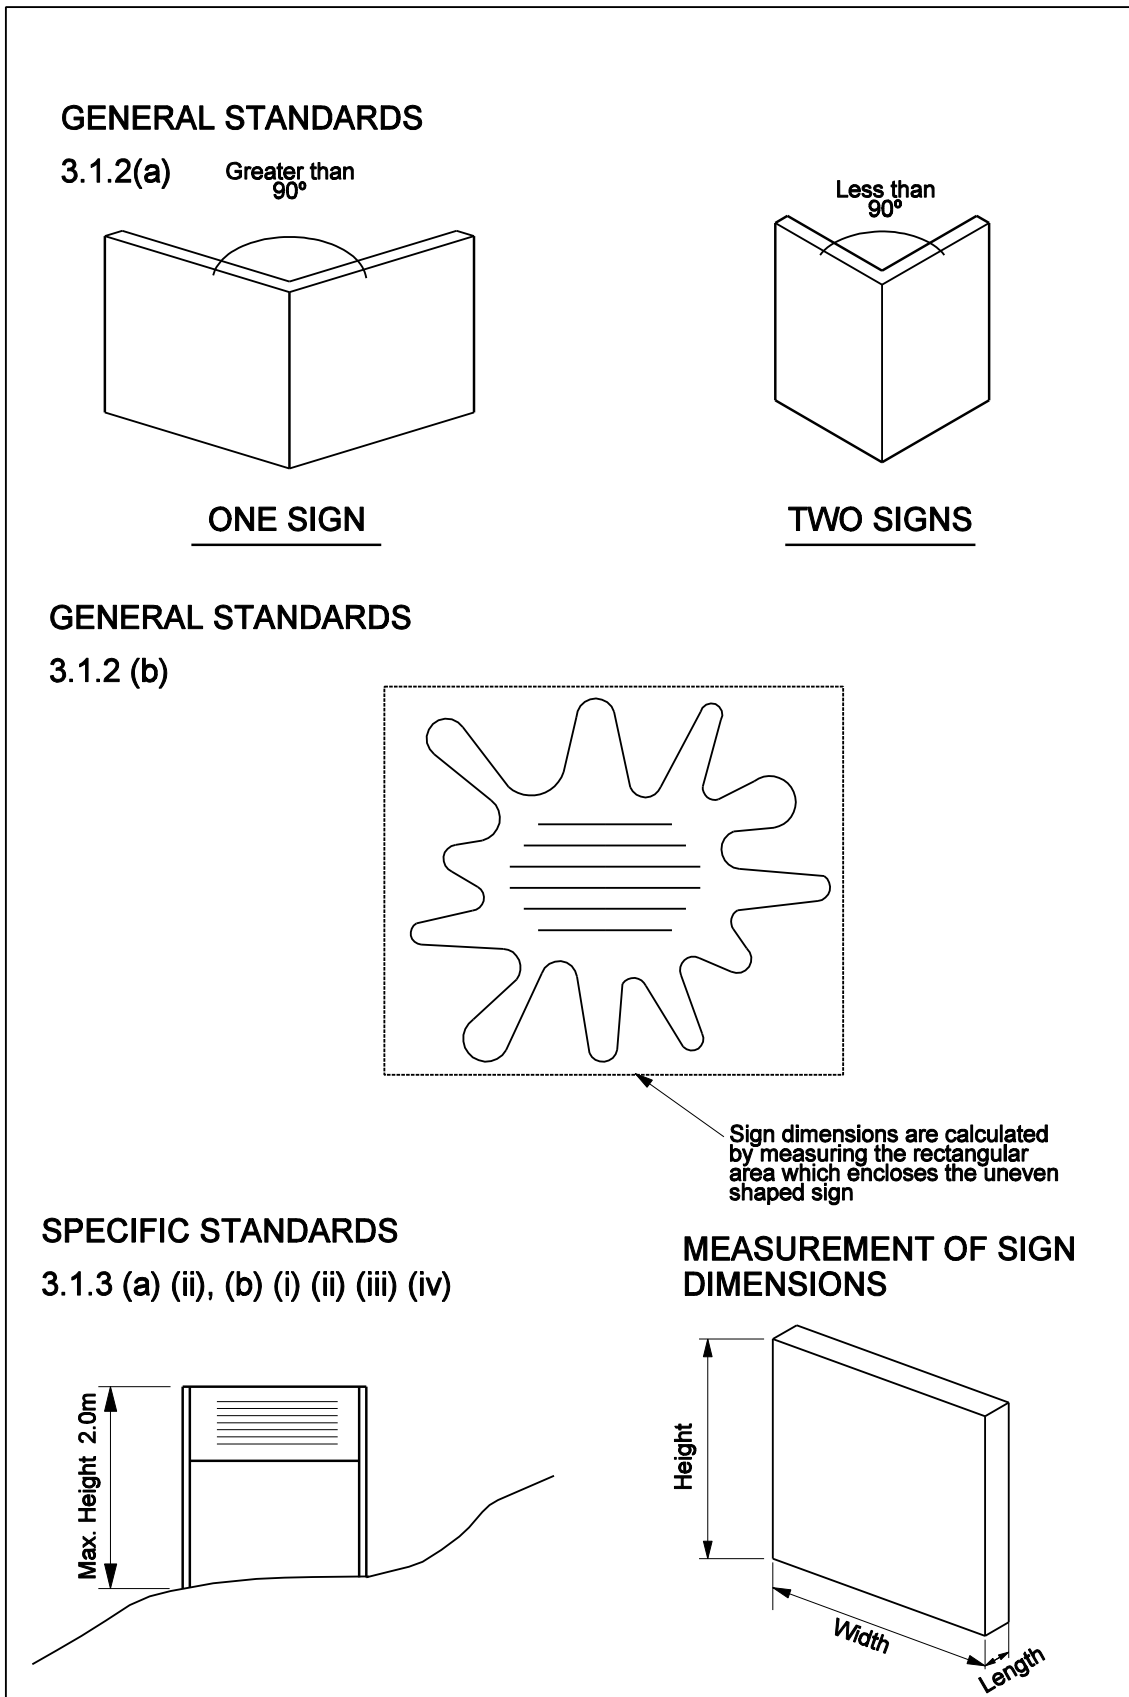 GENERAL STANDARDS
3.1.2(a)
Greater than
90º
Less than
90º
ONE SIGN
TWO SIGNS
GENERAL STANDARDS
3.1.2 (b)
Sign dimensions are calculated
by measuring the rectangular
area which encloses the uneven
shaped sign
SPECIFIC STANDARDS
3.1.3 (a) (ii), (b) (i) (ii) (iii) (iv)
Max. Height 2.0m
MEASUREMENT OF SIGN
DIMENSIONS
Height
Width
Length